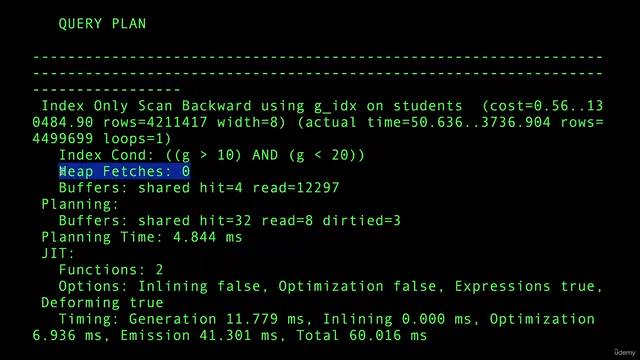 QUERY PLAN
------------------------------------------------------------------
------------------------------------------------------------------
-----------------
Index Only Scan Backward using g_idx on students  (cost=0.56..13
0484.90 rows=4211417 width=8) (actual time=50.636..3736.904 rows=
4499699 loops=1)
Index Cond: ((g > 10) AND (g < 20))
Heap Fetches: 0
Buffers: shared hit=4 read=12297
Planning:
Buffers: shared hit=32 read=8 dirtied=3
Planning Time: 4.844 ms
JIT:
Functions: 2
Options: Inlining false, Optimization false, Expressions true,
Deforming true
Timing: Generation 11.779 ms, Inlining 0.000 ms, Optimization
6.936 ms, Emission 41.301 ms, Total 60.016 ms
udemy